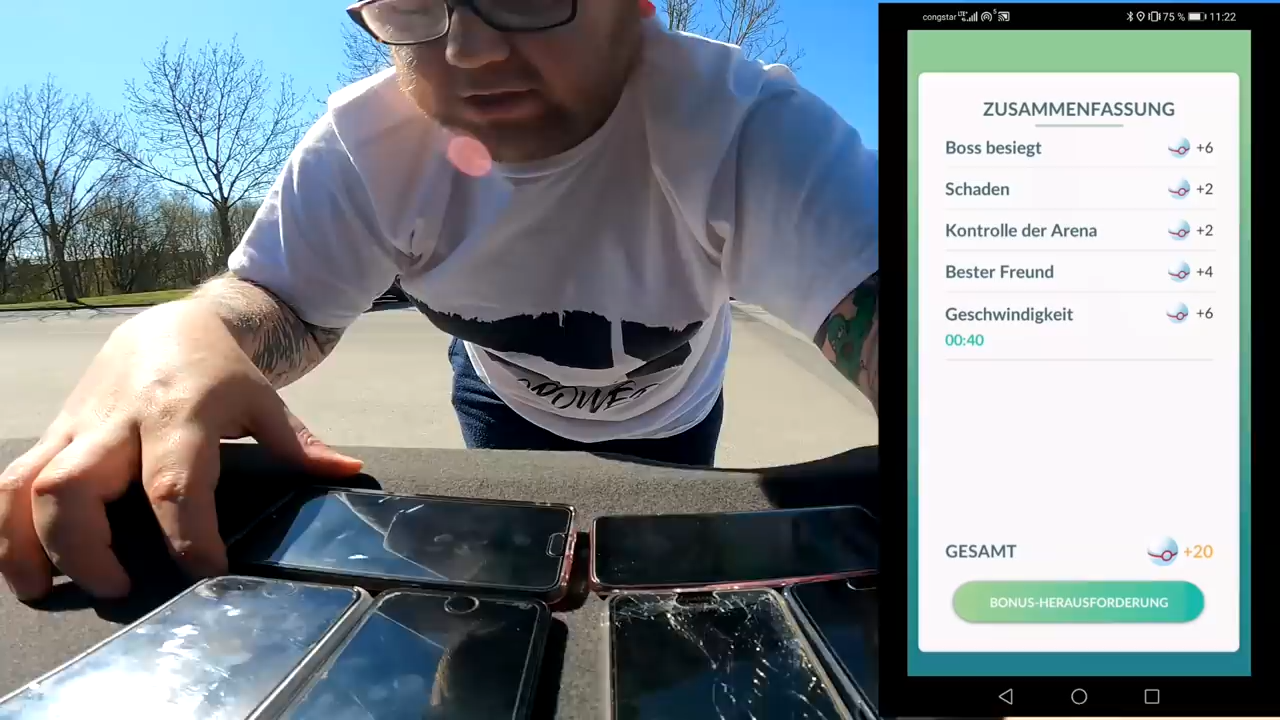 congstar
75 %
11:22
ZUSAMMENFASSUNG
Boss besiegt +6
Schaden +2
Kontrolle der Arena +2
Bester Freund +4
Geschwindigkeit +6
00:40
GESAMT +20
BONUS-HERAUSFORDERUNG